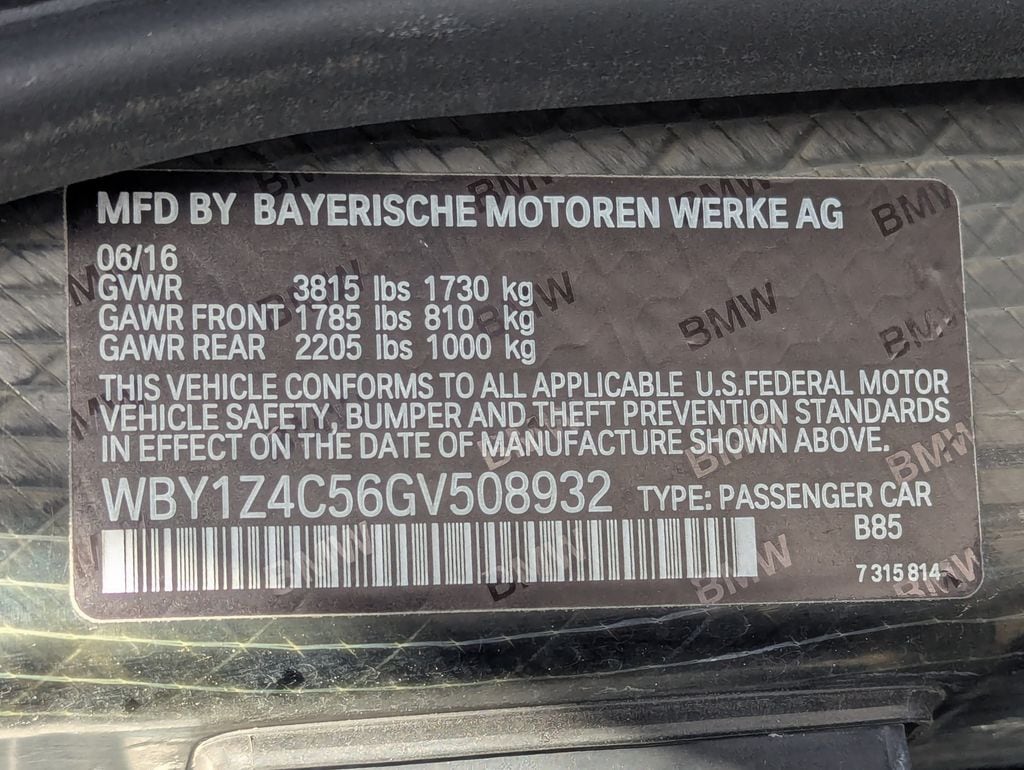 MFD BY BAYERISCHE MOTOREN WERKE AG
06/16
GVWR 3815 lbs 1730 kg
GAWR FRONT 1785 lbs 810 kg
GAWR REAR 2205 lbs 1000 kg
THIS VEHICLE CONFORMS TO ALL APPLICABLE U.S.FEDERAL MOTOR
VEHICLE SAFETY, BUMPER AND THEFT PREVENTION STANDARDS
IN EFFECT ON THE DATE OF MANUFACTURE SHOWN ABOVE.
WBY1Z4C56GV508932 TYPE: PASSENGER CAR
B85
7 315 814